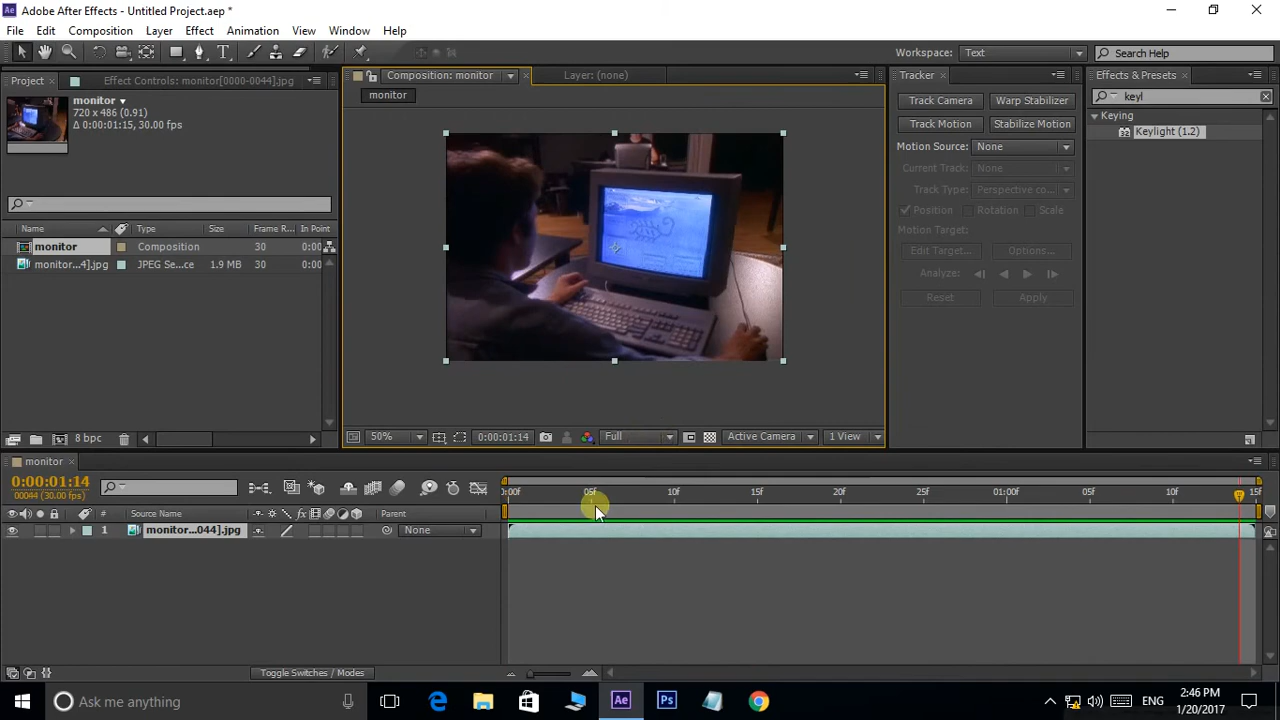 Adobe After Effects - Untitled Project.aep *
File Edit Composition Layer Effect Animation View Window Help
Workspace: Text Search Help
Project Effect Controls: monitor[0000-0044].jpg
Composition: monitor Layer: (none)
Tracker
Effects & Presets
monitor
720 x 486 (0.91)
Δ 0:00:01:15, 30.00 fps
monitor
Track Camera Warp Stabilizer
Track Motion Stabilize Motion
Motion Source: None
Current Track: None
Track Type: Perspective co...
Position Rotation Scale
Motion Target:
Edit Target... Options...
Analyze:
Reset Apply
keyl
Keying
Keylight (1.2)
Name Type Size Frame R... In Point
monitor Composition 30 0:00
monitor...4].jpg JPEG Se...ce 1.9 MB 30 0:00
8 bpc
50% 0:00:01:14 Full Active Camera 1 View
monitor
0:00:01:14
00044 (30.00 fps)
0:00f 05f 10f 15f 20f 25f 01:00f 05f 10f 15f
# Source Name Parent
1 monitor...044].jpg None
Toggle Switches / Modes
Ask me anything
Ae Ps
ENG
2:46 PM
1/20/2017